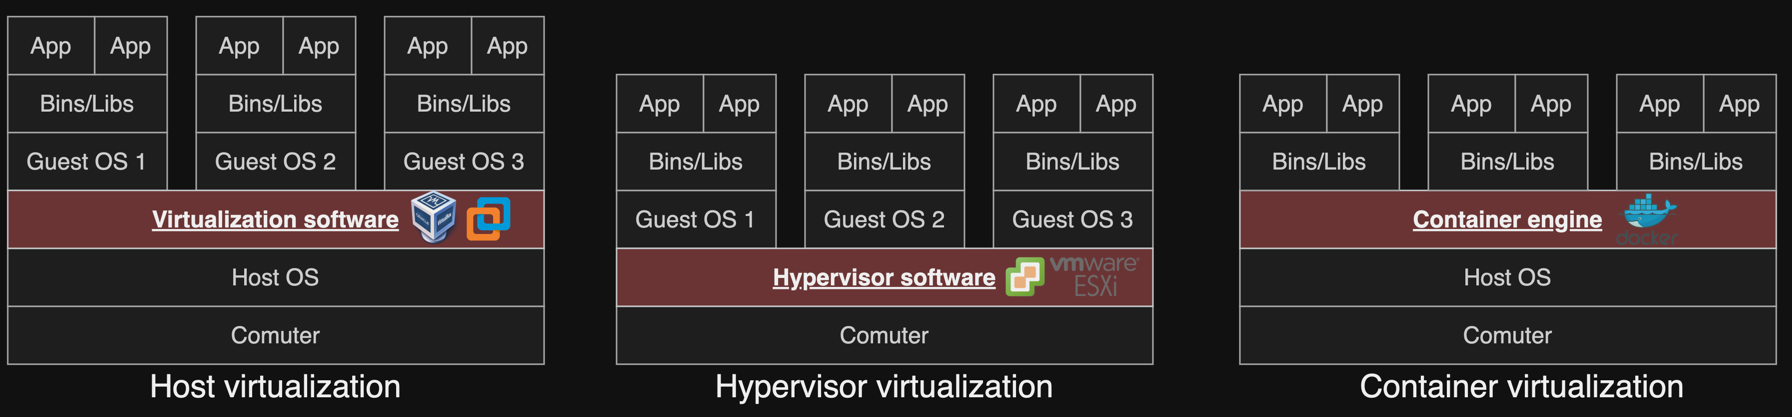 App App App App App App
Bins/Libs Bins/Libs Bins/Libs
Guest OS 1 Guest OS 2 Guest OS 3
Virtualization software
Host OS
Comuter
Host virtualization
App App App App App App
Bins/Libs Bins/Libs Bins/Libs
Guest OS 1 Guest OS 2 Guest OS 3
Hypervisor software vmware®
ESXi
Comuter
Hypervisor virtualization
App App App App App App
Bins/Libs Bins/Libs Bins/Libs
Container engine docker
Host OS
Comuter
Container virtualization